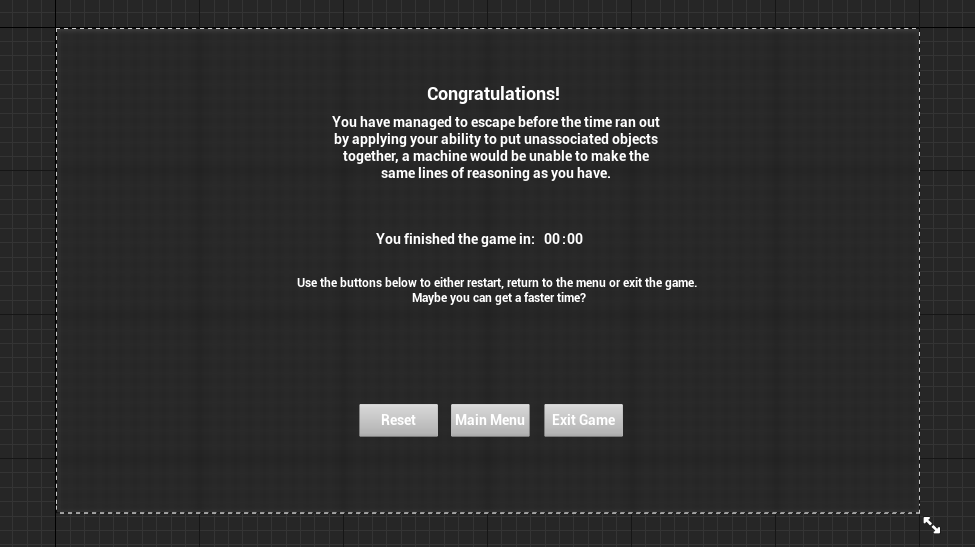 Congratulations!
You have managed to escape before the time ran out
by applying your ability to put unassociated objects
together, a machine would be unable to make the
same lines of reasoning as you have.
You finished the game in: 00:00
Use the buttons below to either restart, return to the menu or exit the game.
Maybe you can get a faster time?
Reset Main Menu Exit Game